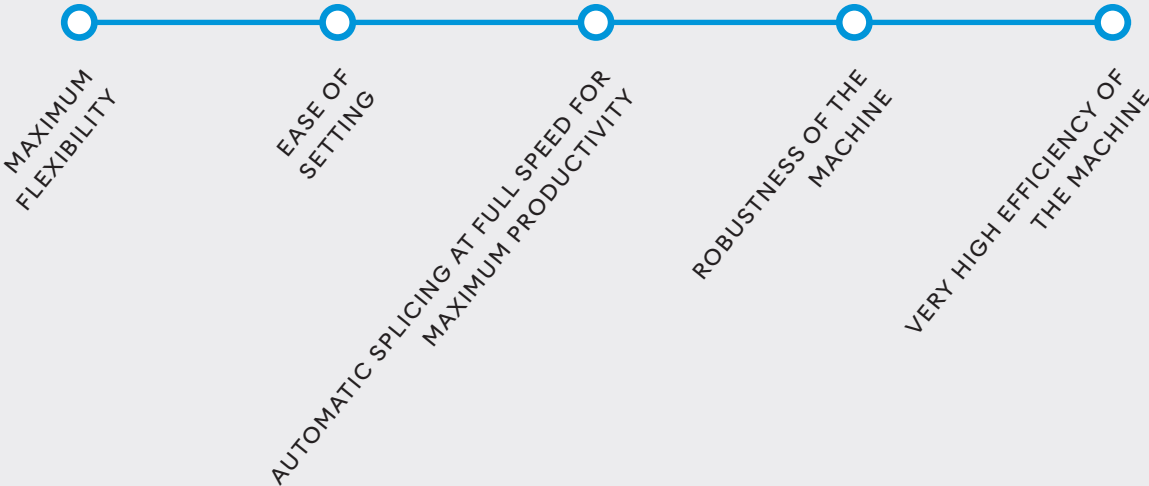 MAXIMUM
FLEXIBILITY
EASE OF
SETTING
AUTOMATIC SPLICING AT FULL SPEED FOR
MAXIMUM PRODUCTIVITY
ROBUSTNESS OF THE
MACHINE
VERY HIGH EFFICIENCY OF
THE MACHINE